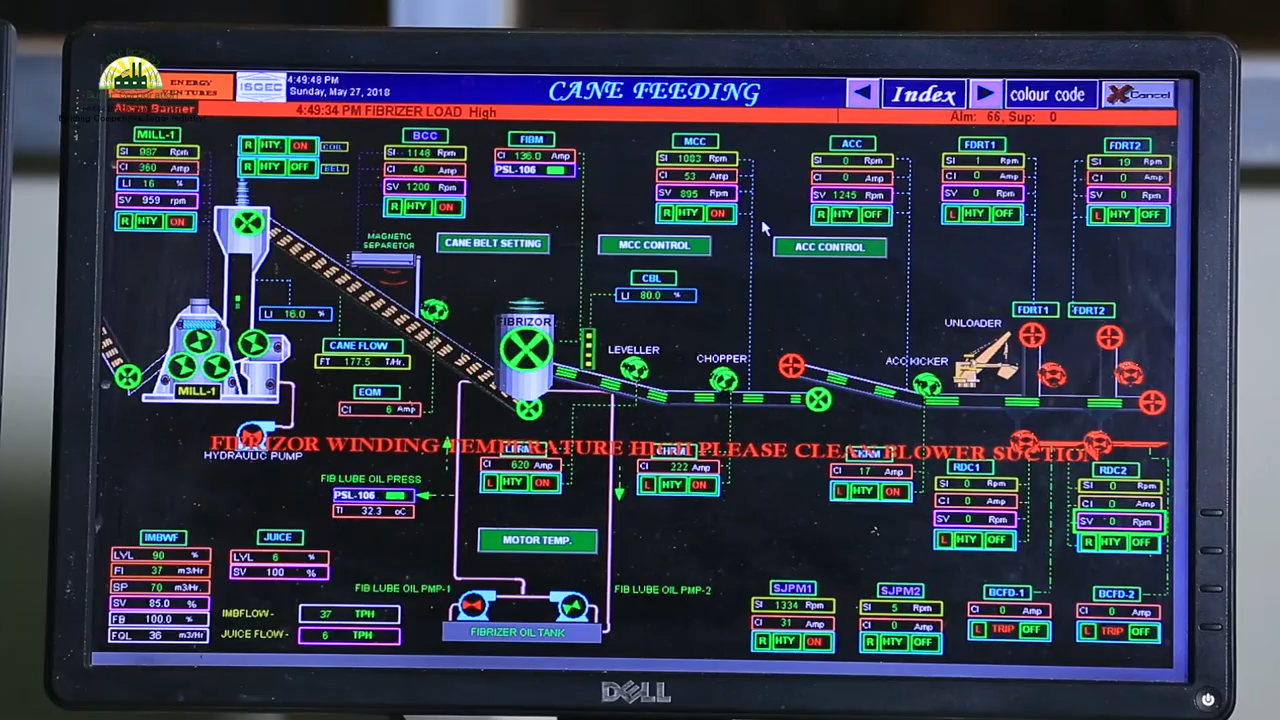 ENERGY
VENTURES
ISGEC
4:49:48 PM
Sunday, May 27, 2018
CANE FEEDING
Index
colour code
Cancel
Alarm Banner
4:49:34 PM FIBRIZER LOAD High
Alm: 66, Sup: 0
MILL-1
SI 987 Rpm
CI 360 Amp
LI 16 %
SV 959 rpm
R HTY ON
R HTY. ON COIL
R HTY OFF BELT
BCC
SI 1148 Rpm
CI 40 Amp
SV 1200 Rpm
R HTY ON
FIBM
CI 136.0 Amp
PSL-106
MCC
SI 1083 Rpm
CI 53 Amp
SV 895 Rpm
R HTY ON
ACC
SI 0 Rpm
CI 0 Amp
SV 1245 Rpm
R HTY OFF
FDRT1
SI 1 Rpm
CI 0 Amp
SV 0 Rpm
L HTY OFF
FDRT2
SI 19 Rpm
CI 0 Amp
SV 0 Rpm
L HTY OFF
MAGNETIC
SEPARETOR
CANE BELT SETTING
MCC CONTROL
ACC CONTROL
CBL
LI 80.0 %
LI 16.0 %
FIBRIZOR
FDRT1
FDRT2
UNLOADER
CANE FLOW
FT 177.5 T/Hr.
LEVELLER
CHOPPER
ACC KICKER
EQM
CI 6 Amp
MILL-1
HYDRAULIC PUMP
FIBRIZOR WINDING TEMPERATURE HIGH PLEASE CLEAN BLOWER SUCTION
CI 620 Amp
L HTY ON
CI 222 Amp
L HTY ON
CI 17 Amp
L HTY ON
RDC1
CI 0 Rpm
CI 0 Amp
SV 0 Rpm
L HTY OFF
RDC2
SI 0 Rpm
CI 0 Amp
SV 0 Rpm
R HTY OFF
FIB LUBE OIL PRESS
PSL-106
TI 32.3 oC
MOTOR TEMP.
IMBWF
LVL 90 %
FI 37 m3/Hr
SP 70 m3/Hr.
SV 85.0 %
FB 100.0 %
FQL 36 m3/Hr
JUICE
LVL 6 %
SV 100 %
IMBFLOW- 37 TPH
JUICE FLOW- 6 TPH
FIB LUBE OIL PMP-1
FIB LUBE OIL PMP-2
FIBRIZER OIL TANK
SJPM1
SI 1334 Rpm
CI 31 Amp
R HTY ON
SJPM2
SI 5 Rpm
CI 0 Amp
R HTY OFF
BCFD-1
CI 0 Amp
L TRIP OFF
BCFD-2
CI 0 Amp
L TRIP OFF
DELL